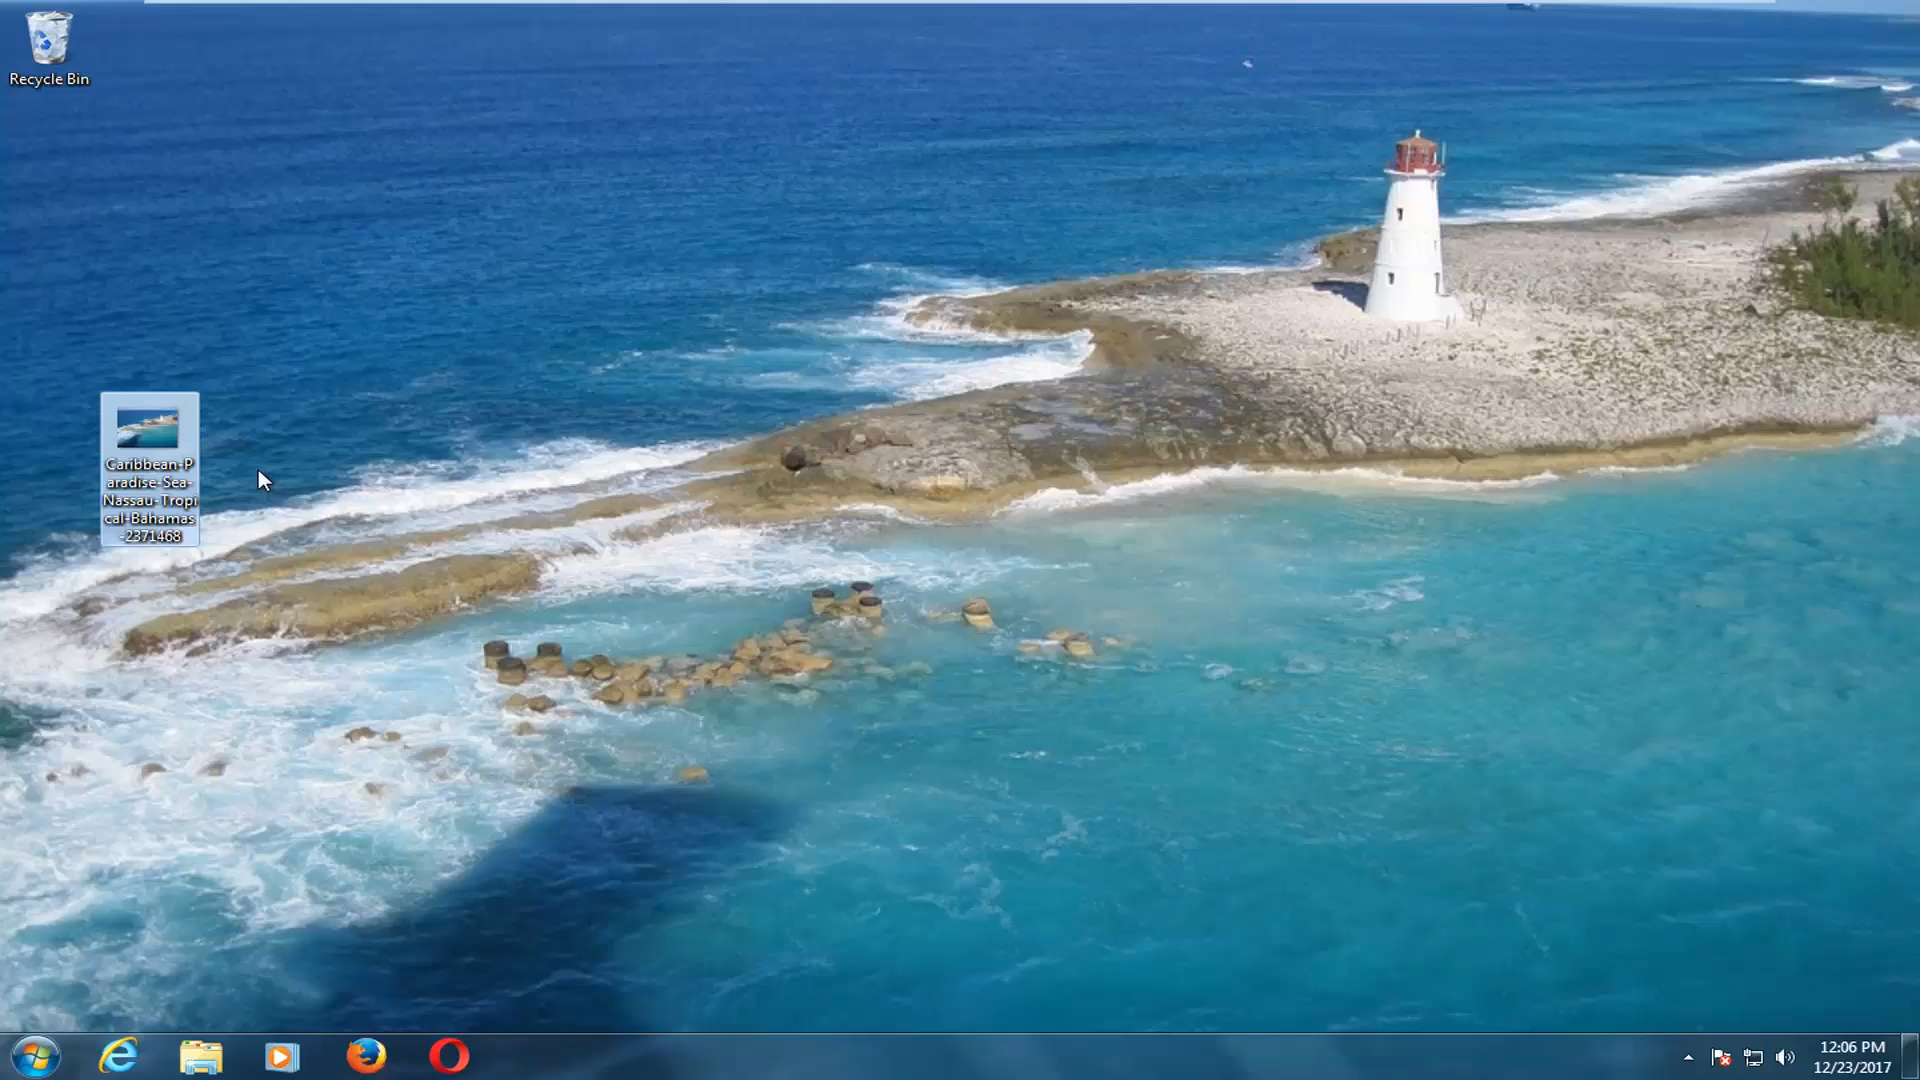 Recycle Bin
Caribbean-P
aradise-Sea-
Nassau-Tropi
cal-Bahamas
-2371468
12:06 PM
12/23/2017